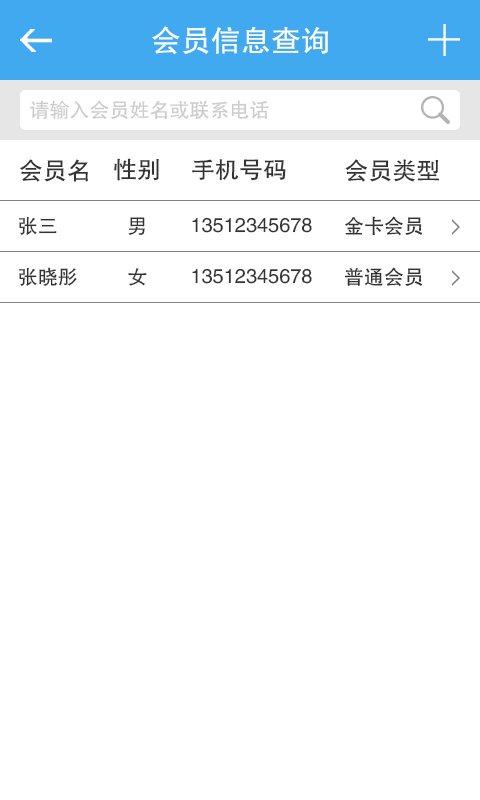 会员信息查询
请输入会员姓名或联系电话
会员名 性别 手机号码 会员类型
张三 男 13512345678 金卡会员
张晓彤 女 13512345678 普通会员